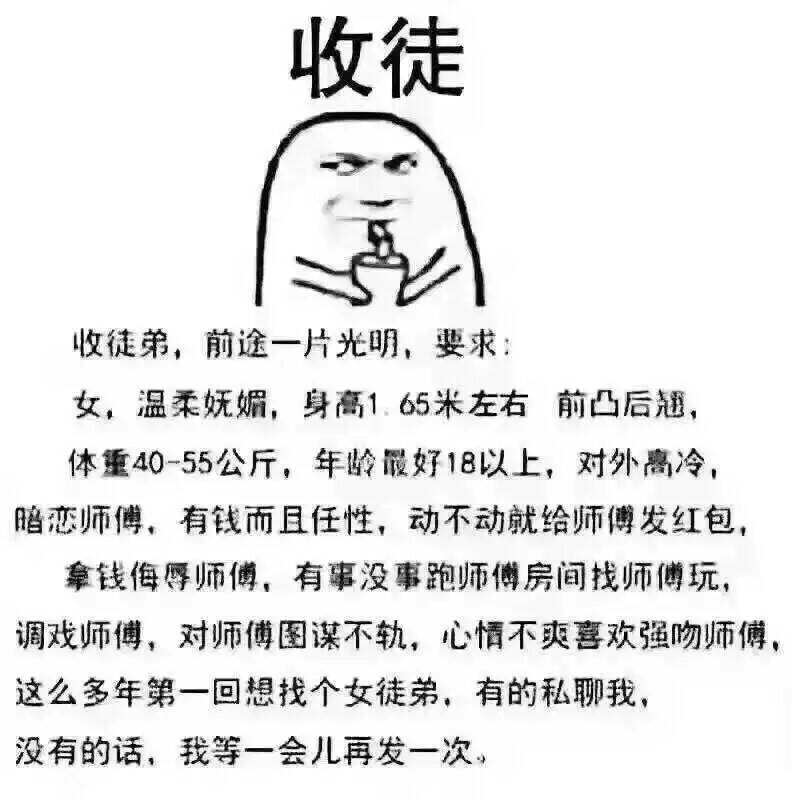 收徒
收徒弟，前途一片光明，要求：
女，温柔妩媚，身高1.65米左右 前凸后翘，
体重40-55公斤，年龄最好18以上，对外高冷，
暗恋师傅，有钱而且任性，动不动就给师傅发红包，
拿钱侮辱师傅，有事没事跑师傅房间找师傅玩，
调戏师傅，对师傅图谋不轨，心情不爽喜欢强吻师傅，
这么多年第一回想找个女徒弟，有的私聊我，
没有的话，我等一会儿再发一次。